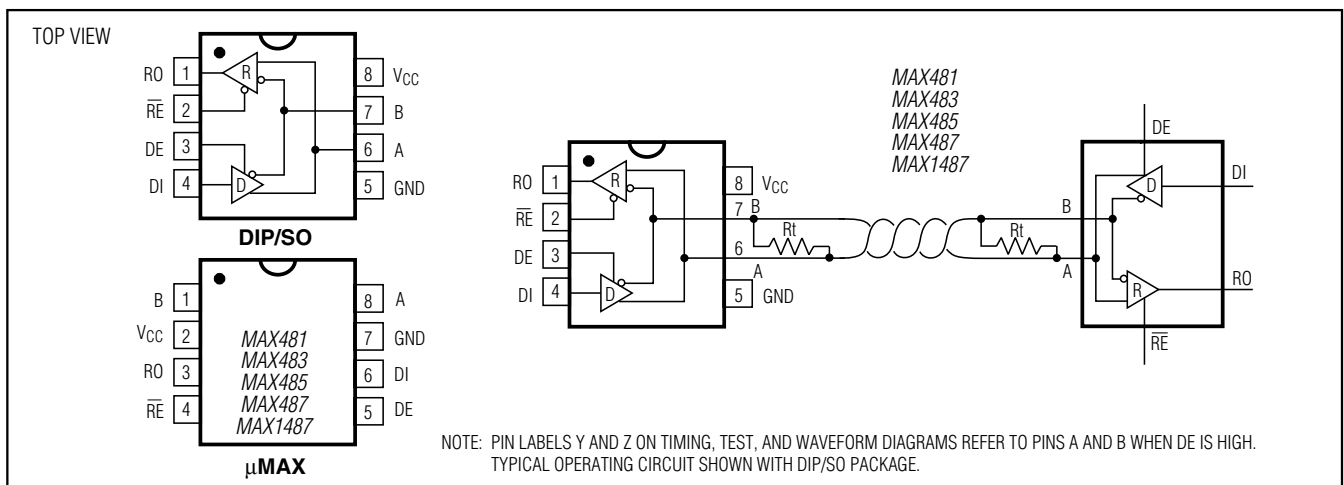 TOP VIEW
RO 1
R̅E̅ 2
DE 3
DI 4
8 VCC
7 B
6 A
5 GND
R
D
DIP/SO
B 1
VCC 2
RO 3
R̅E̅ 4
8 A
7 GND
6 DI
5 DE
MAX481
MAX483
MAX485
MAX487
MAX1487
μMAX
RO 1
R̅E̅ 2
DE 3
DI 4
R
D
8 VCC
7 B
6
A
5 GND
Rt
MAX481
MAX483
MAX485
MAX487
MAX1487
Rt
B
A
DE
D
DI
R
RO
R̅E̅
NOTE: PIN LABELS Y AND Z ON TIMING, TEST, AND WAVEFORM DIAGRAMS REFER TO PINS A AND B WHEN DE IS HIGH.
TYPICAL OPERATING CIRCUIT SHOWN WITH DIP/SO PACKAGE.